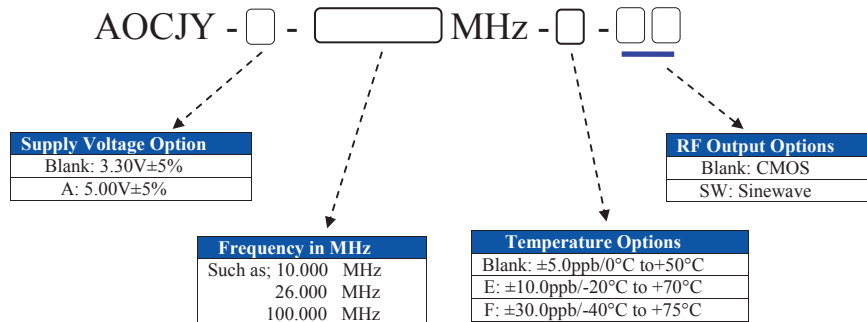 AOCJY - - MHz - -
Supply Voltage Option
Blank: 3.30V±5%
A: 5.00V±5%
RF Output Options
Blank: CMOS
SW: Sinewave
Frequency in MHz
Such as; 10.000 MHz
26.000 MHz
100.000 MHz
Temperature Options
Blank: ±5.0ppb/0°C to+50°C
E: ±10.0ppb/-20°C to +70°C
F: ±30.0ppb/-40°C to +75°C